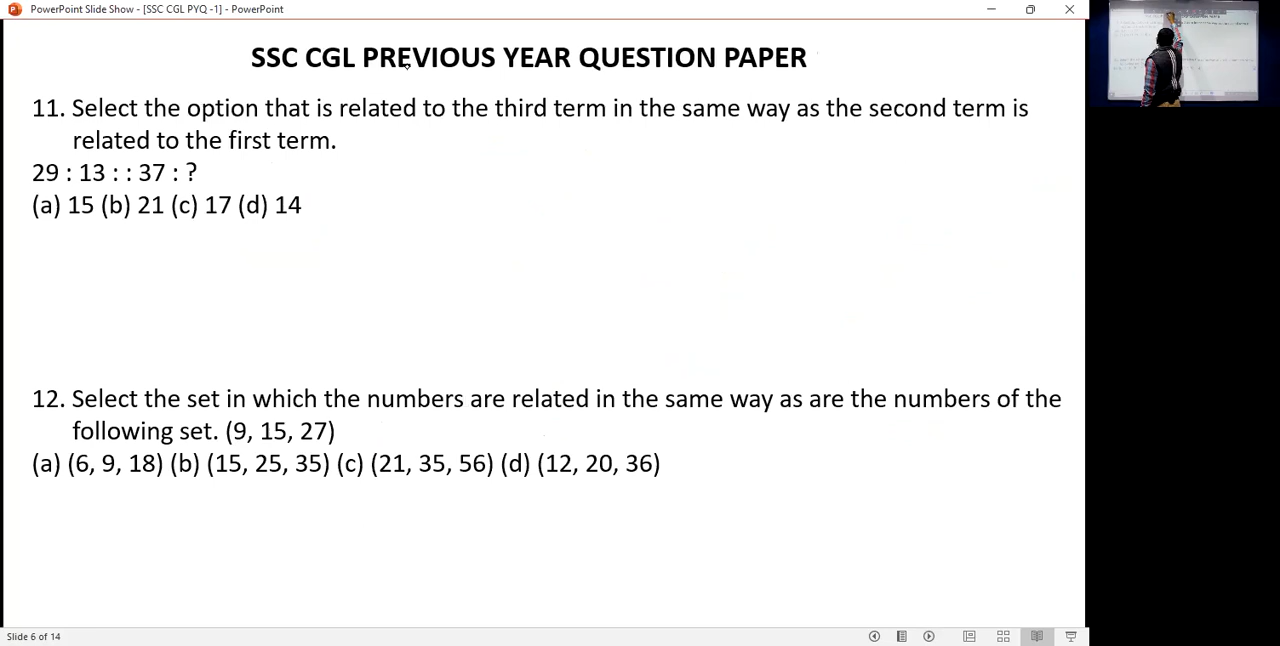 PowerPoint Slide Show - [SSC CGL PYQ -1] - PowerPoint
SSC CGL PREVIOUS YEAR QUESTION PAPER
11. Select the option that is related to the third term in the same way as the second term is
related to the first term.
29 : 13 : : 37 : ?
(a) 15 (b) 21 (c) 17 (d) 14
12. Select the set in which the numbers are related in the same way as are the numbers of the
following set. (9, 15, 27)
(a) (6, 9, 18) (b) (15, 25, 35) (c) (21, 35, 56) (d) (12, 20, 36)
Slide 6 of 14